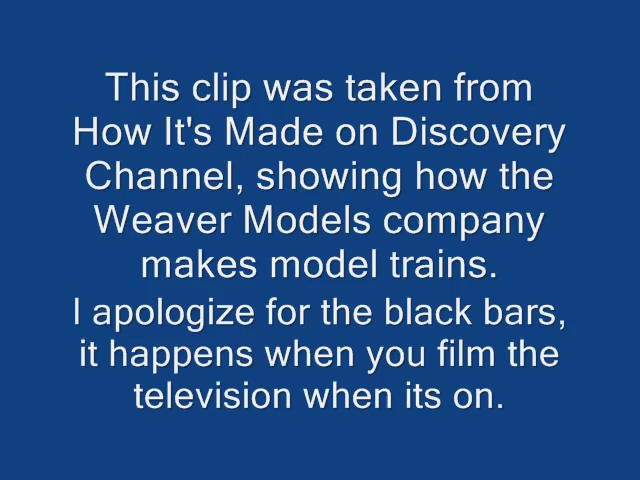 This clip was taken from
How It's Made on Discovery
Channel, showing how the
Weaver Models company
makes model trains.
I apologize for the black bars,
it happens when you film the
television when its on.